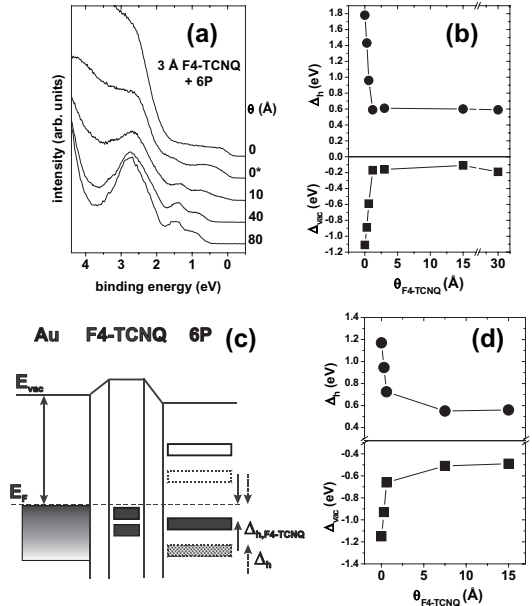 (a)
3 Å F4-TCNQ
+ 6P
θ (Å)
0
0*
10
40
80
intensity (arb. units)
4 3 2 1 0
binding energy (eV)
(b)
Δh (eV)
1.8
1.6
1.4
1.2
1.0
0.8
0.6
0.4
0.2
0.0
-0.2
-0.4
-0.6
-0.8
-1.0
-1.2
Δvac (eV)
0 5 10 15 30
θF4-TCNQ (Å)
Au F4-TCNQ 6P (c)
Evac
EF
Δh,F4-TCNQ
Δh
(d)
Δh (eV)
1.4
1.2
1.0
0.8
0.6
0.4
-0.4
-0.6
-0.8
-1.0
-1.2
-1.4
Δvac (eV)
0 5 10 15
θF4-TCNQ (Å)